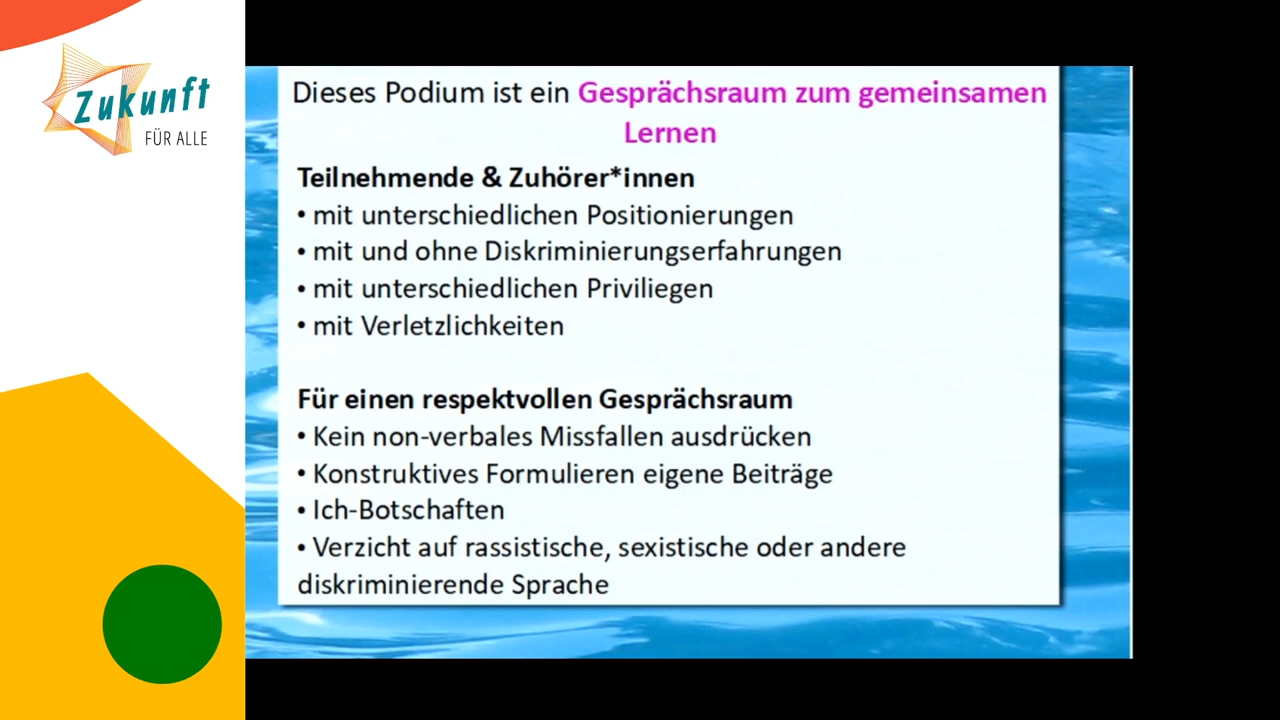 Zukunft
FÜR ALLE
Dieses Podium ist ein Gesprächsraum zum gemeinsamen
Lernen
Teilnehmende & Zuhörer*innen
• mit unterschiedlichen Positionierungen
• mit und ohne Diskriminierungserfahrungen
• mit unterschiedlichen Priviliegen
• mit Verletzlichkeiten
Für einen respektvollen Gesprächsraum
• Kein non-verbales Missfallen ausdrücken
• Konstruktives Formulieren eigene Beiträge
• Ich-Botschaften
• Verzicht auf rassistische, sexistische oder andere
diskriminierende Sprache